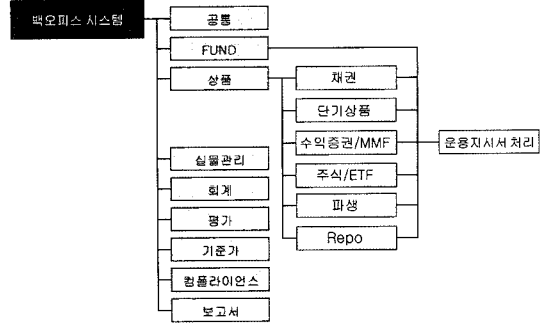 백오피스 시스템
공통
FUND
상품
채권
단기상품
수익증권/MMF
운용지시서 처리
주식/ETF
파생
Repo
실물관리
회계
평가
기준가
컴플라이언스
보고서